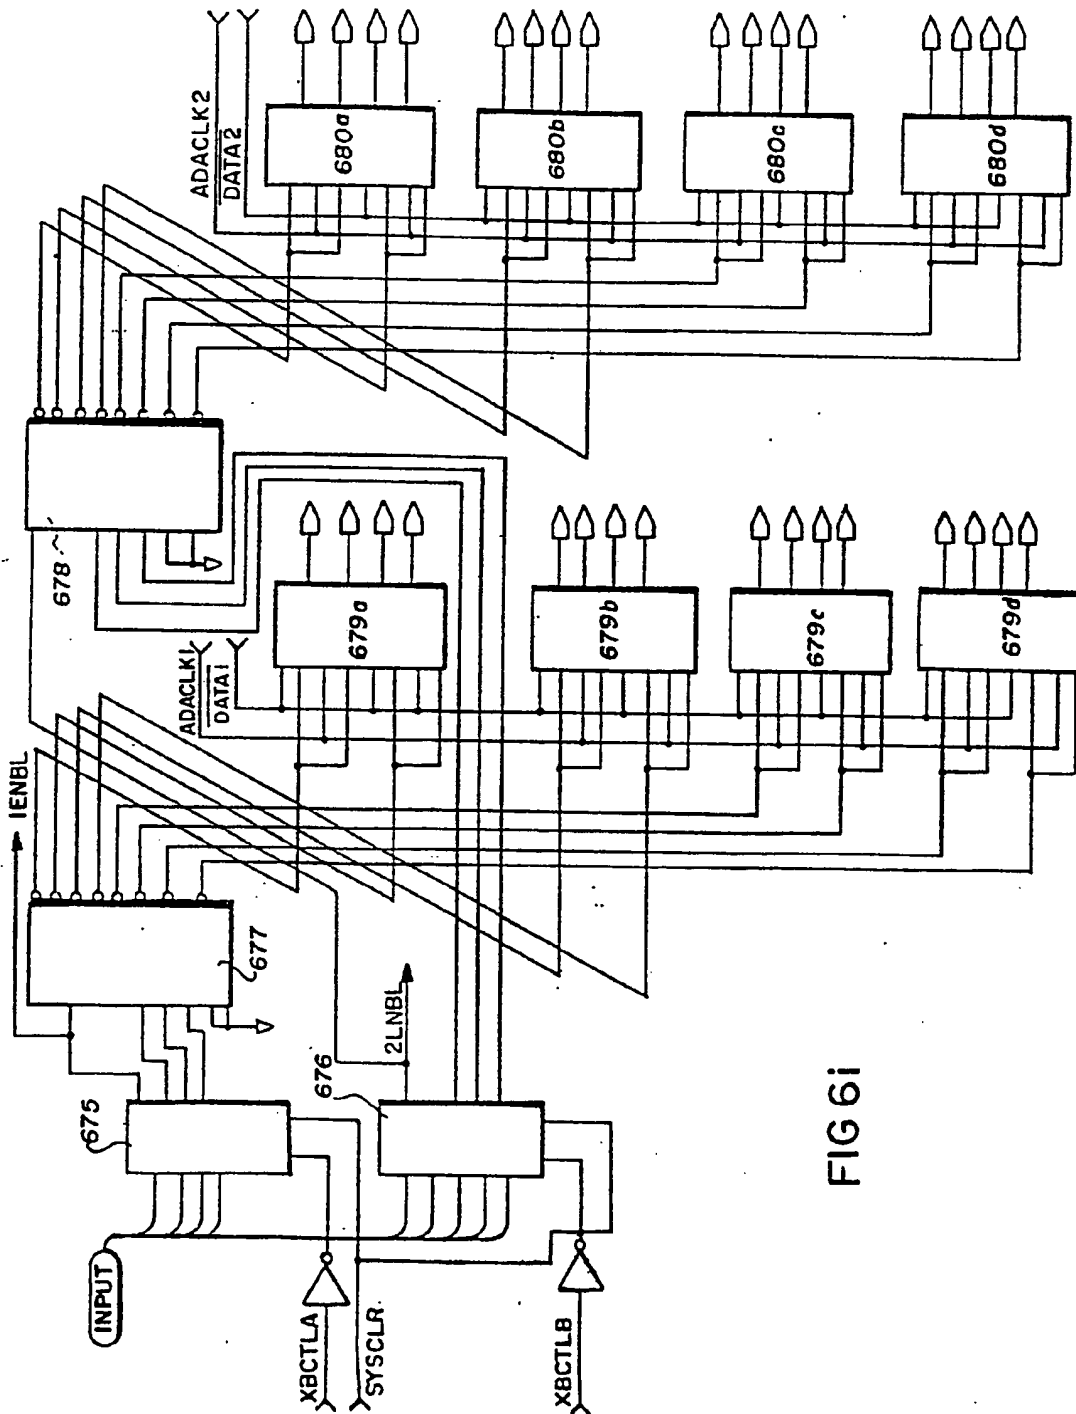 INPUT
XBCTLA
SYSCLR
XBCTLB
675
676
1ENBL
2LNBL
677
678
ADACLK1
DATA1
679a
679b
679c
679d
ADACLK2
DATA2
680a
680b
680c
680d
FIG 6i